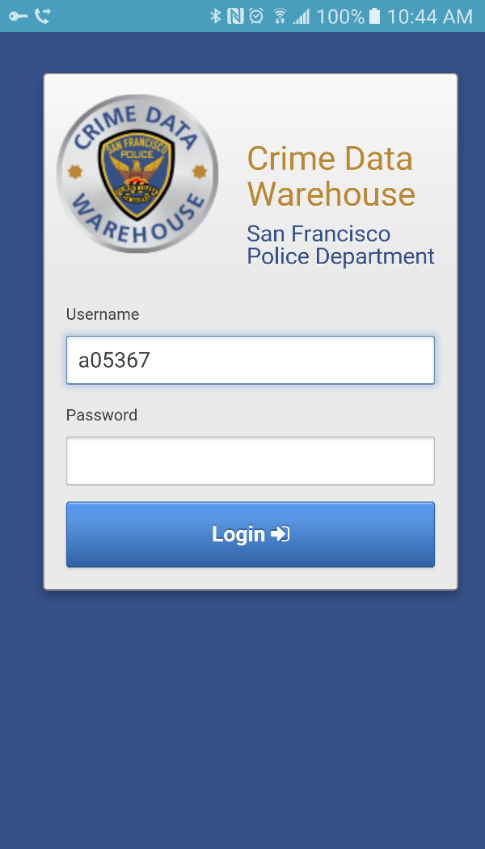 100% 10:44 AM
CRIME DATA
SAN FRANCISCO
POLICE
WAREHOUSE
Crime Data
Warehouse
San Francisco
Police Department
Username
a05367
Password
Login